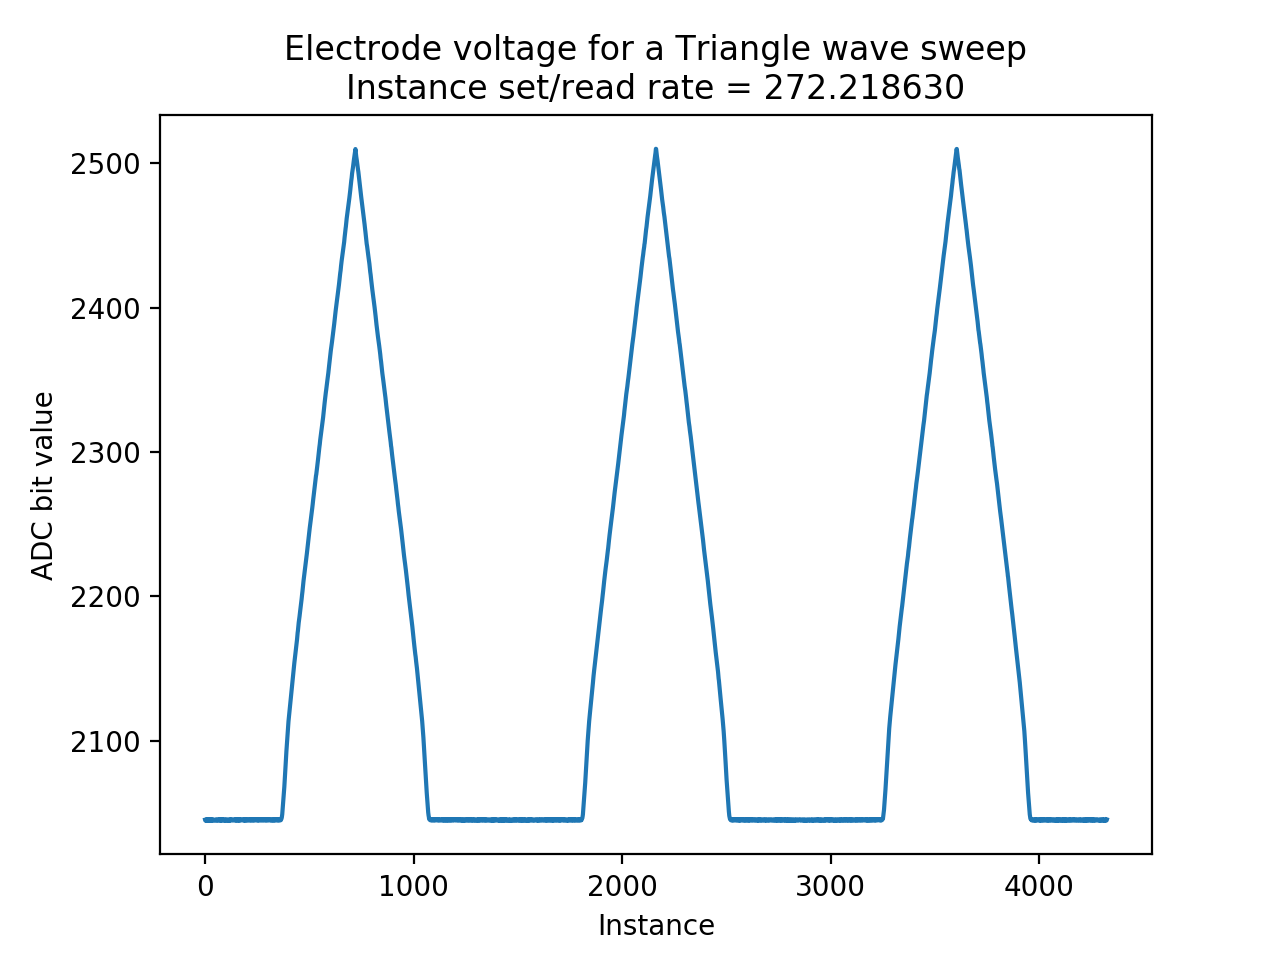 Electrode voltage for a Triangle wave sweep
Instance set/read rate = 272.218630
2500
2400
2300
2200
2100
ADC bit value
0 1000 2000 3000 4000
Instance